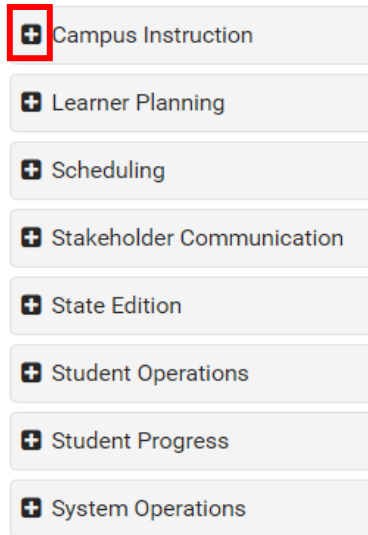 Campus Instruction
Learner Planning
Scheduling
Stakeholder Communication
State Edition
Student Operations
Student Progress
System Operations